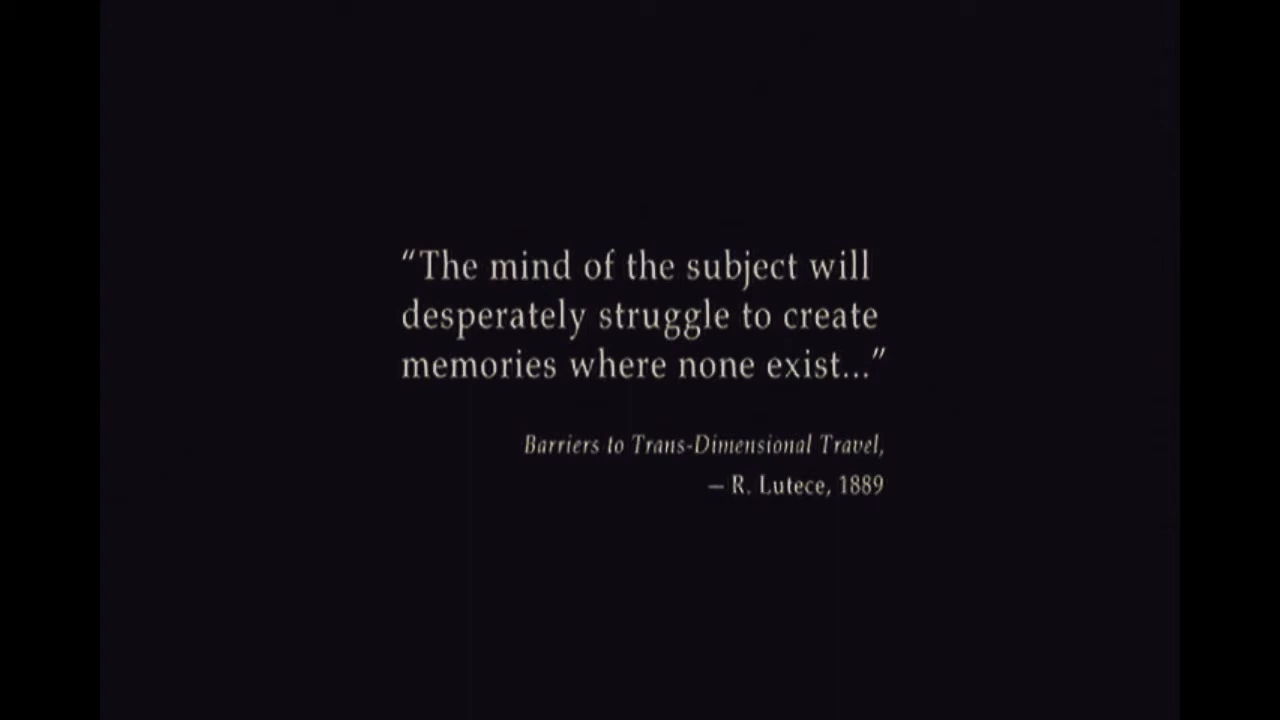 “The mind of the subject will
desperately struggle to create
memories where none exist...”
Barriers to Trans-Dimensional Travel,
— R. Lutece, 1889